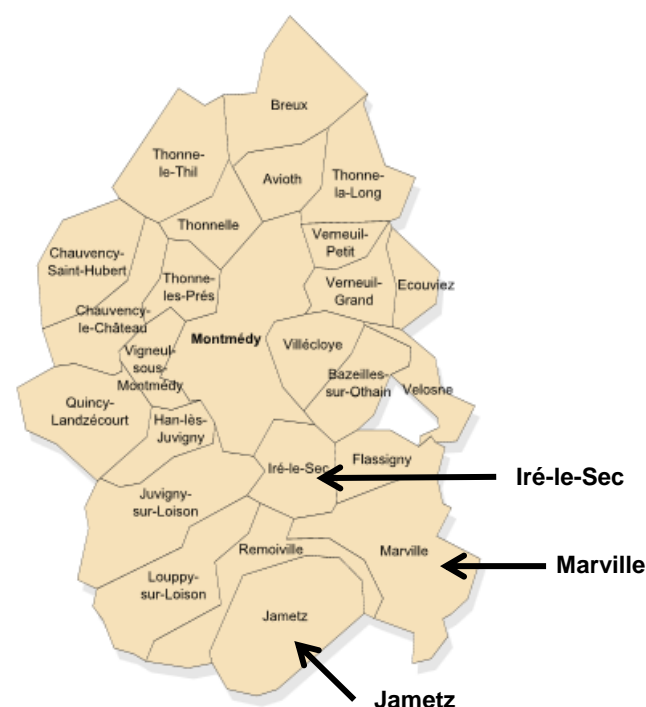 Breux
Thonne-
le-Thil
Avioth
Thonne-
la-Long
Thonnelle
Verneuil-
Petit
Chauvency-
Saint-Hubert
Thonne-
les-Prés
Verneuil-
Grand
Ecouviez
Chauvency-
le-Château
Montmédy
Villécloye
Vigneul-
sous-
Montmédy
Bazeilles-
sur-Othain
Velosne
Quincy-
Landzécourt
Han-lès-
Juvigny
Iré-le-Sec
Flassigny
Iré-le-Sec
Juvigny-
sur-Loison
Remoiville
Marville
Marville
Louppy-
sur-Loison
Jametz
Jametz